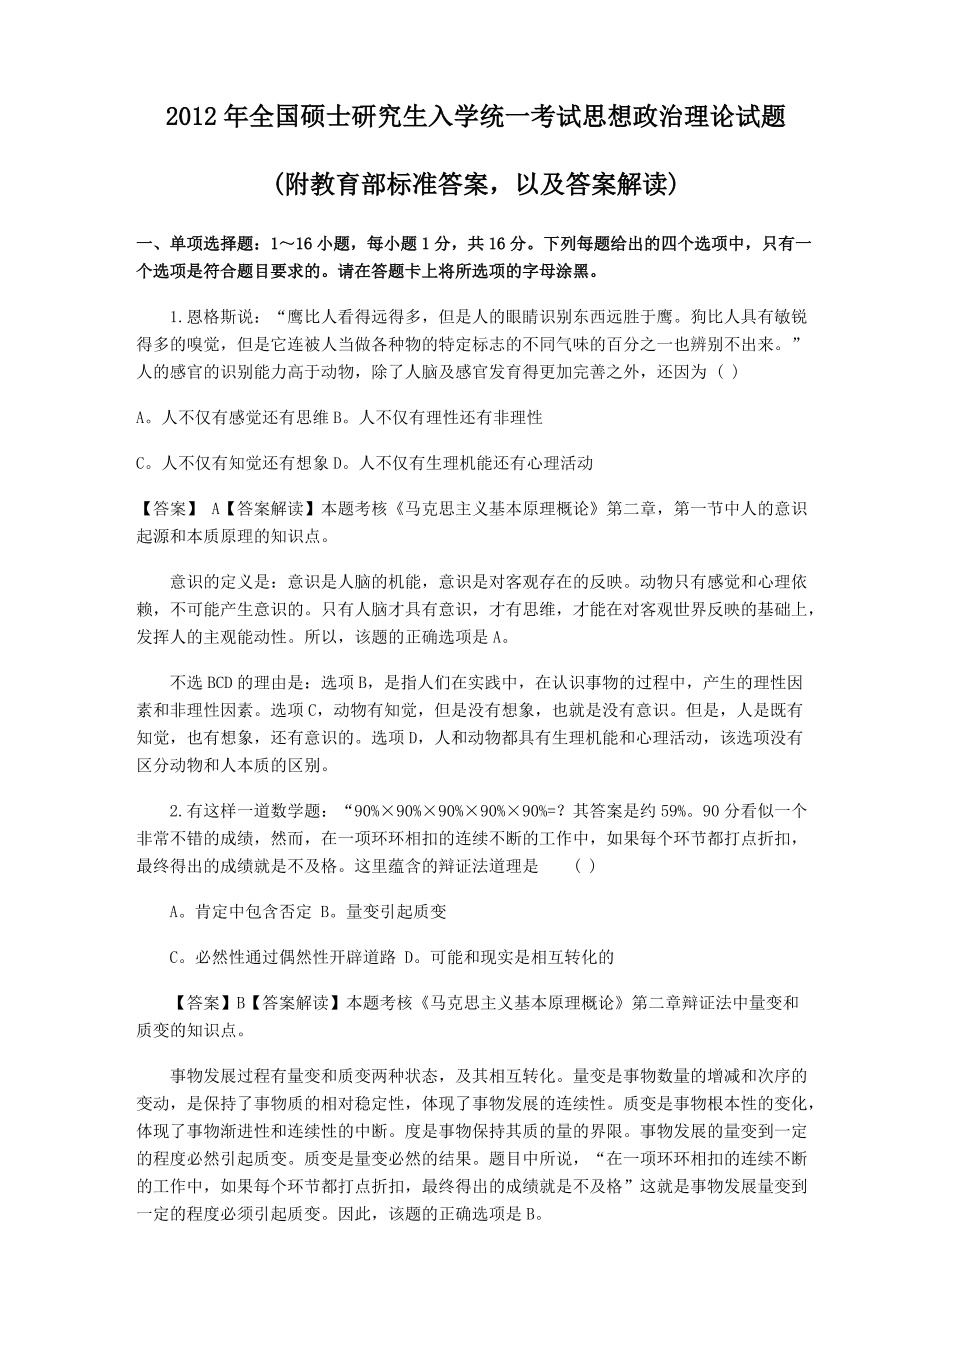 2012 年全国硕士研究生入学统一考试思想政治理论试题
(附教育部标准答案，以及答案解读)
一、单项选择题：1～16 小题，每小题 1 分，共 16 分。下列每题给出的四个选项中，只有一
个选项是符合题目要求的。请在答题卡上将所选项的字母涂黑。
1.恩格斯说：“鹰比人看得远得多，但是人的眼睛识别东西远胜于鹰。狗比人具有敏锐
得多的嗅觉，但是它连被人当做各种物的特定标志的不同气味的百分之一也辨别不出来。”
人的感官的识别能力高于动物，除了人脑及感官发育得更加完善之外，还因为 ( )
A。人不仅有感觉还有思维 B。人不仅有理性还有非理性
C。人不仅有知觉还有想象 D。人不仅有生理机能还有心理活动
【答案】 A【答案解读】本题考核《马克思主义基本原理概论》第二章，第一节中人的意识
起源和本质原理的知识点。
意识的定义是：意识是人脑的机能，意识是对客观存在的反映。动物只有感觉和心理依
赖，不可能产生意识的。只有人脑才具有意识，才有思维，才能在对客观世界反映的基础上，
发挥人的主观能动性。所以，该题的正确选项是 A。
不选 BCD 的理由是：选项 B，是指人们在实践中，在认识事物的过程中，产生的理性因
素和非理性因素。选项 C，动物有知觉，但是没有想象，也就是没有意识。但是，人是既有
知觉，也有想象，还有意识的。选项 D，人和动物都具有生理机能和心理活动，该选项没有
区分动物和人本质的区别。
2.有这样一道数学题：“90%×90%×90%×90%×90%=？其答案是约 59%。90 分看似一个
非常不错的成绩，然而，在一项环环相扣的连续不断的工作中，如果每个环节都打点折扣，
最终得出的成绩就是不及格。这里蕴含的辩证法道理是 ( )
A。肯定中包含否定 B。量变引起质变
C。必然性通过偶然性开辟道路 D。可能和现实是相互转化的
【答案】B【答案解读】本题考核《马克思主义基本原理概论》第二章辩证法中量变和
质变的知识点。
事物发展过程有量变和质变两种状态，及其相互转化。量变是事物数量的增减和次序的
变动，是保持了事物质的相对稳定性，体现了事物发展的连续性。质变是事物根本性的变化，
体现了事物渐进性和连续性的中断。度是事物保持其质的量的界限。事物发展的量变到一定
的程度必然引起质变。质变是量变必然的结果。题目中所说，“在一项环环相扣的连续不断
的工作中，如果每个环节都打点折扣，最终得出的成绩就是不及格”这就是事物发展量变到
一定的程度必须引起质变。因此，该题的正确选项是 B。